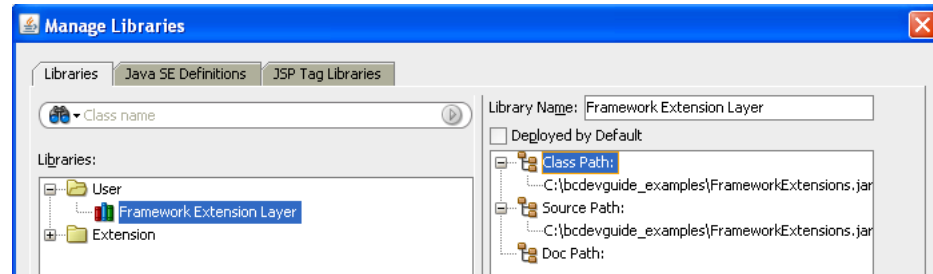 Manage Libraries
Libraries
Java SE Definitions
JSP Tag Libraries
Class name
Libraries:
User
Framework Extension Layer
Extension
Library Name: Framework Extension Layer
Deployed by Default
Class Path:
C:\bcdevguide_examples\FrameworkExtensions.jar
Source Path:
C:\bcdevguide_examples\FrameworkExtensions.jar
Doc Path: